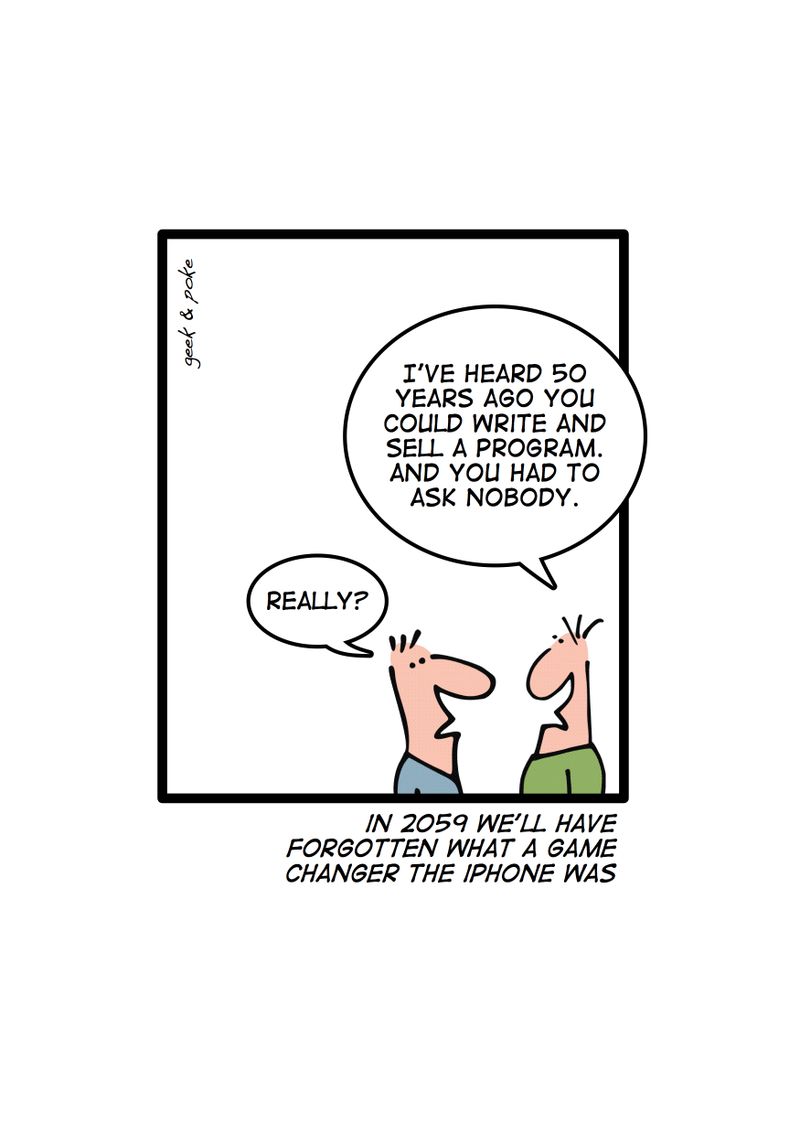 geek & poke
I'VE HEARD 50
YEARS AGO YOU
COULD WRITE AND
SELL A PROGRAM.
AND YOU HAD TO
ASK NOBODY.
REALLY?
IN 2059 WE'LL HAVE
FORGOTTEN WHAT A GAME
CHANGER THE IPHONE WAS